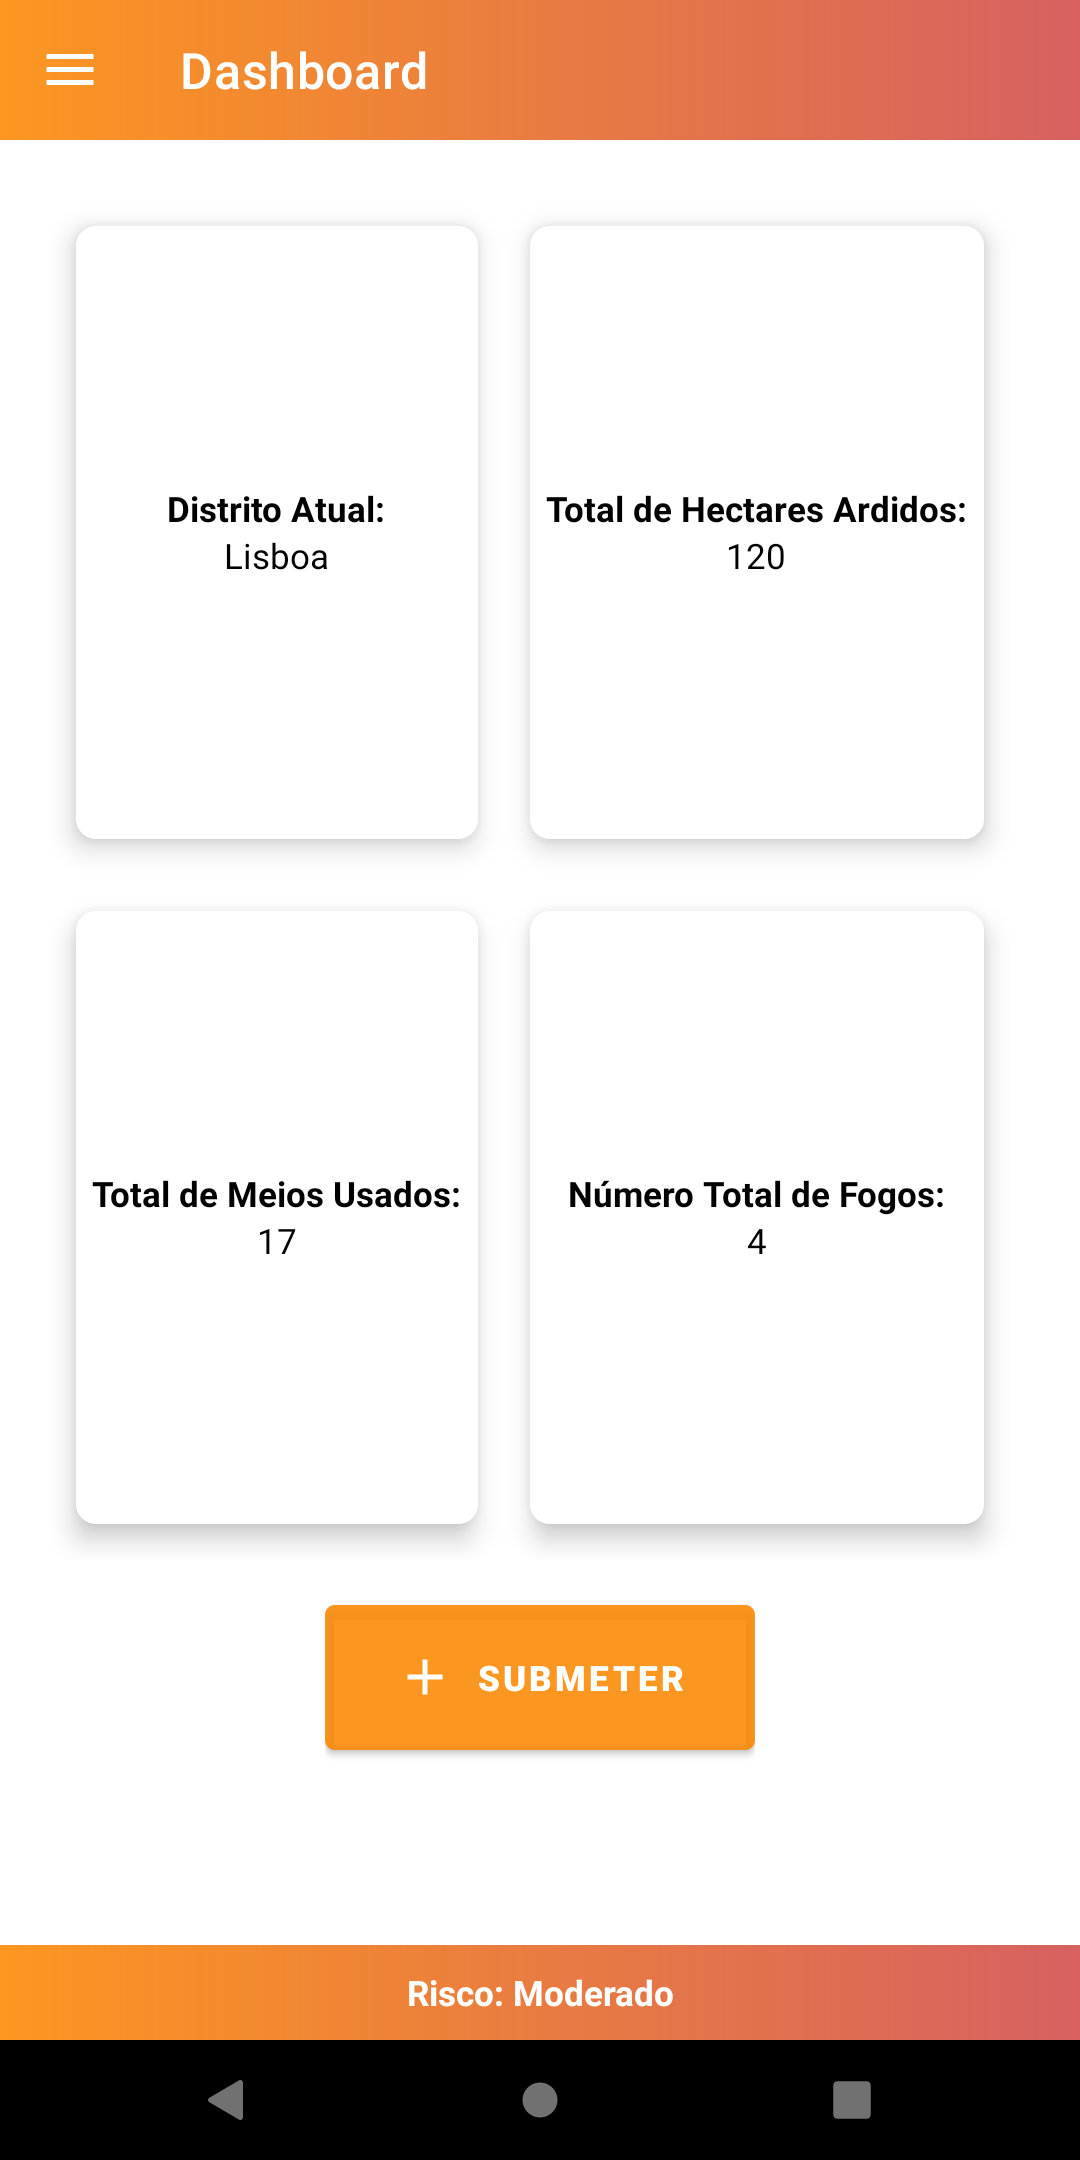 Dashboard
Distrito Atual:
Lisboa
Total de Hectares Ardidos:
120
Total de Meios Usados:
17
Número Total de Fogos:
4
SUBMETER
Risco: Moderado